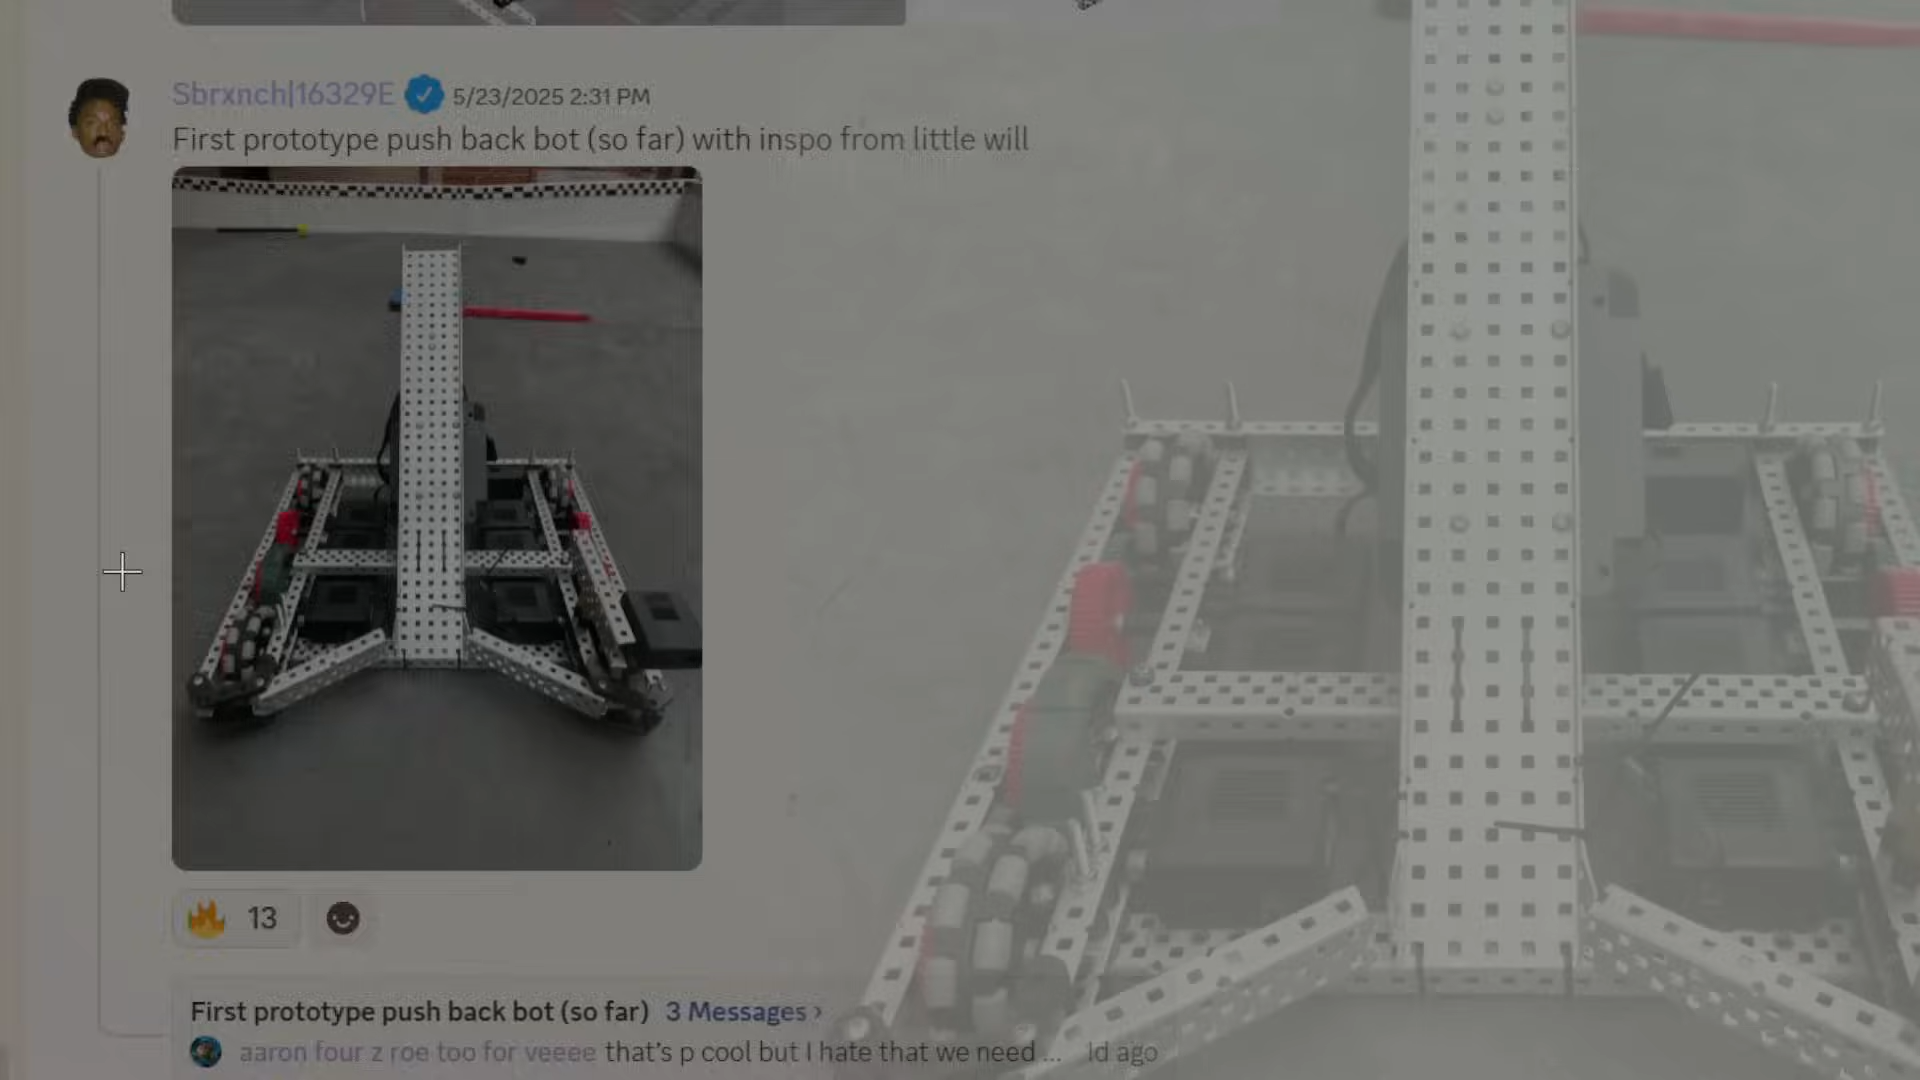 Sbrxnch|16329E 5/23/2025 2:31 PM
First prototype push back bot (so far) with inspo from little will
13
First prototype push back bot (so far) 3 Messages ›
aaron four z roe too for veeee that's p cool but I hate that we need ... 1d ago